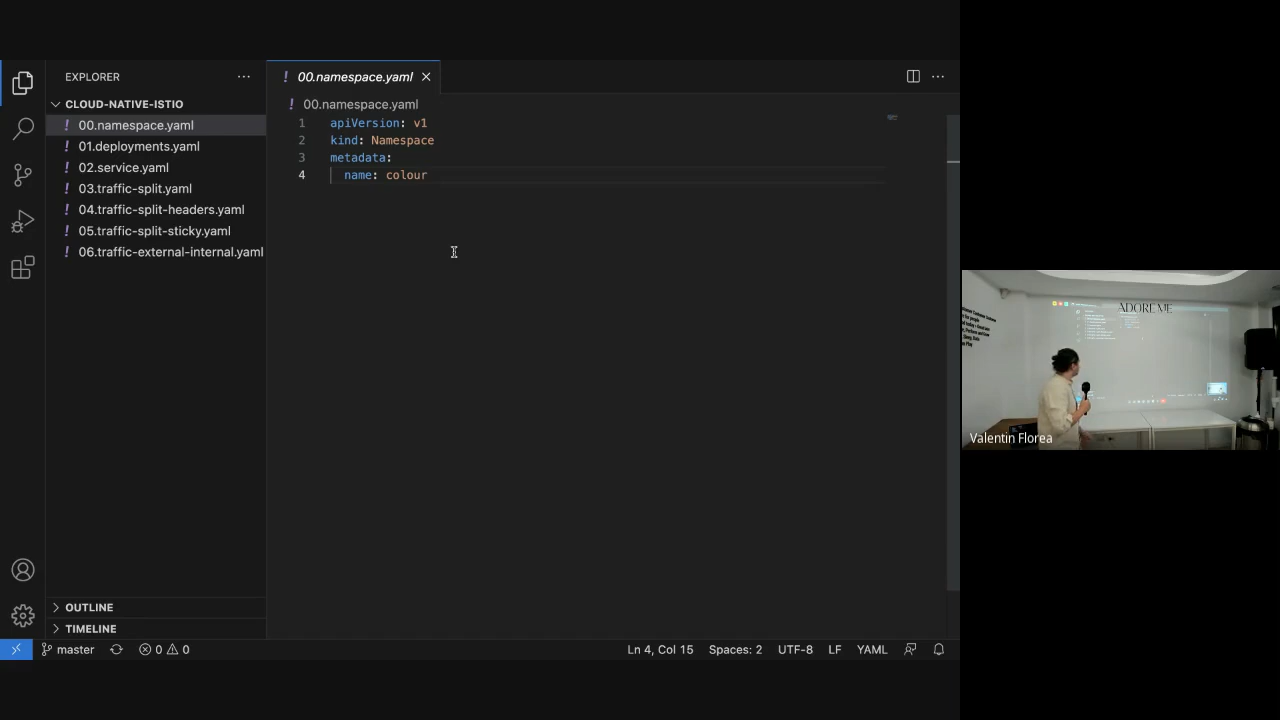 EXPLORER
CLOUD-NATIVE-ISTIO
00.namespace.yaml
01.deployments.yaml
02.service.yaml
03.traffic-split.yaml
04.traffic-split-headers.yaml
05.traffic-split-sticky.yaml
06.traffic-external-internal.yaml
OUTLINE
TIMELINE
00.namespace.yaml
00.namespace.yaml
1 apiVersion: v1
2 kind: Namespace
3 metadata:
4 name: colour
master
0
0
Ln 4, Col 15
Spaces: 2
UTF-8
LF
YAML
ADORE ME
Valentin Florea